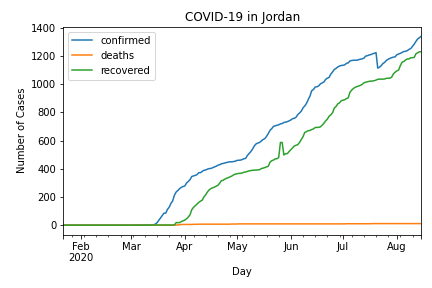 COVID-19 in Jordan
confirmed
deaths
recovered
Number of Cases
1400
1200
1000
800
600
400
200
0
Feb Mar Apr May Jun Jul Aug
2020
Day